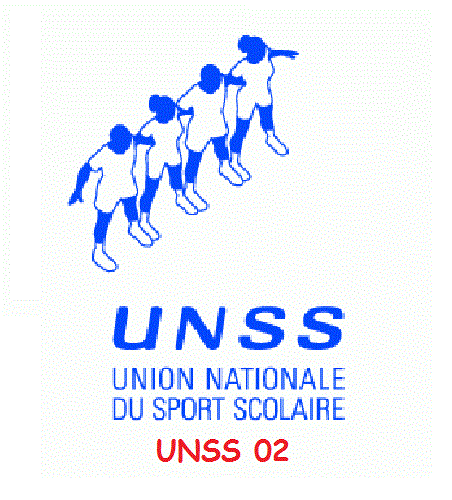 UNSS
UNION NATIONALE
DU SPORT SCOLAIRE
UNSS 02